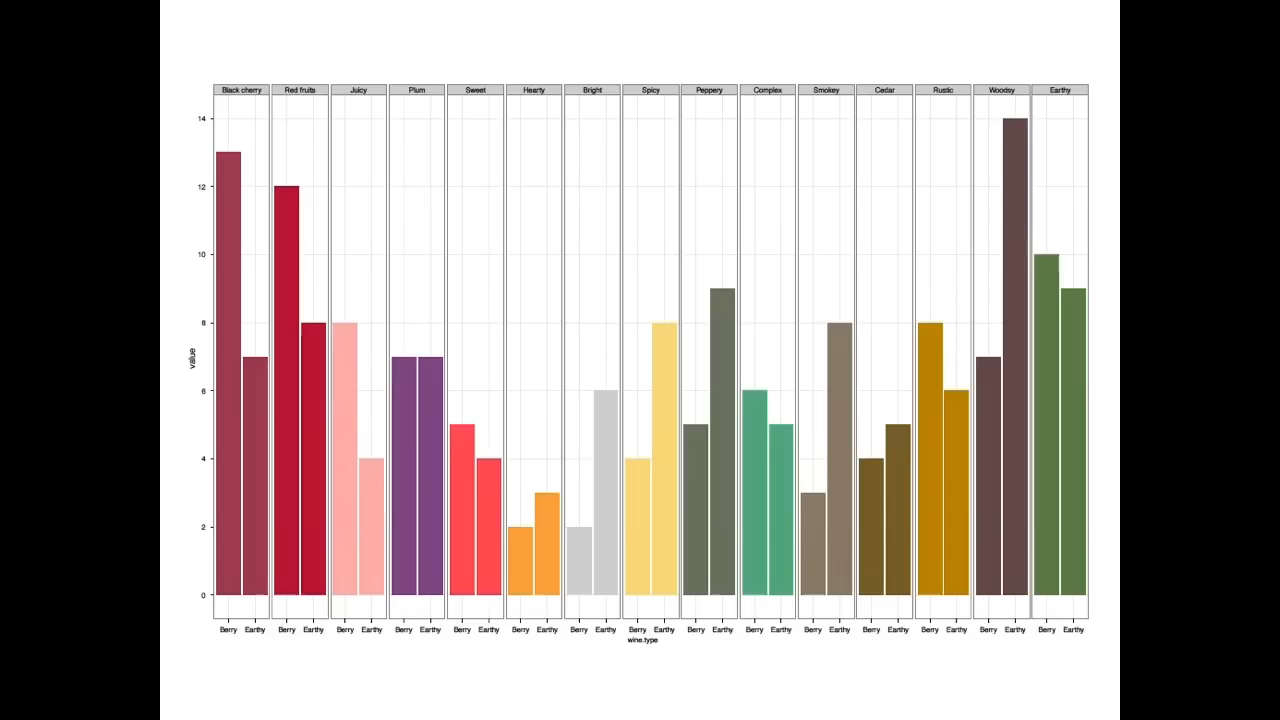 Black cherry Red fruits Juicy Plum Sweet Hearty Bright Spicy Peppery Complex Smokey Cedar Rustic Woodsy Earthy
14
12
10
8
6
4
2
0
value
Berry Earthy Berry Earthy Berry Earthy Berry Earthy Berry Earthy Berry Earthy Berry Earthy Berry Earthy Berry Earthy Berry Earthy Berry Earthy Berry Earthy Berry Earthy Berry Earthy Berry Earthy
wine.type